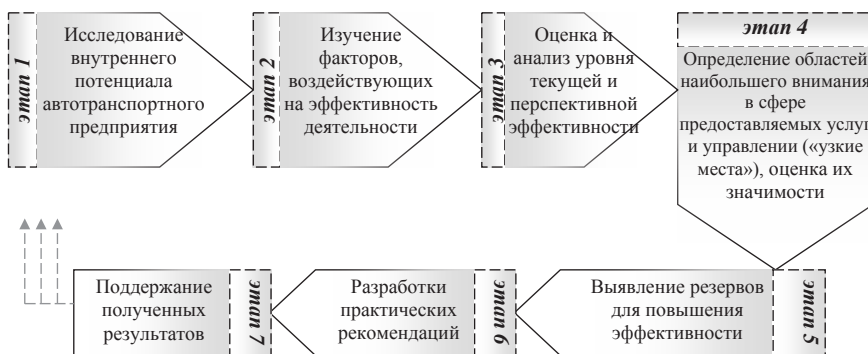 этап 1
Исследование
внутреннего
потенциала
автотранспортного
предприятия
этап 2
Изучение
факторов,
воздействующих
на эффективность
деятельности
этап 3
Оценка и
анализ уровня
текущей и
перспективной
эффективности
этап 4
Определение областей
наибольшего внимания
в сфере
предоставляемых услуг
и управлении («узкие
места»), оценка их
значимости
этап 5
Выявление резервов
для повышения
эффективности
этап 6
Разработки
практических
рекомендаций
этап 7
Поддержание
полученных
результатов